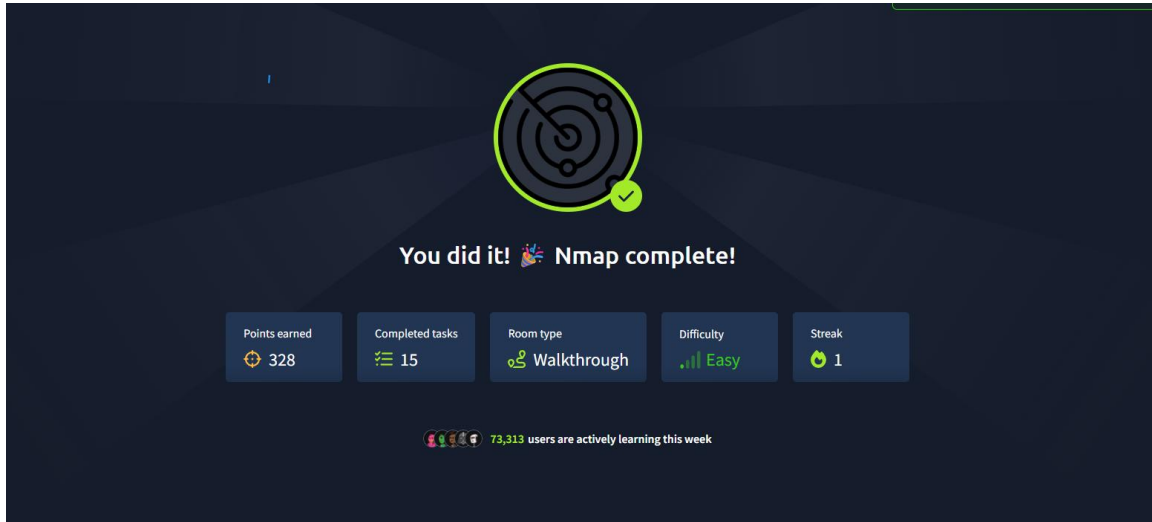 You did it! 🎉 Nmap complete!
Points earned
328
Completed tasks
15
Room type
Walkthrough
Difficulty
Easy
Streak
1
73,313 users are actively learning this week